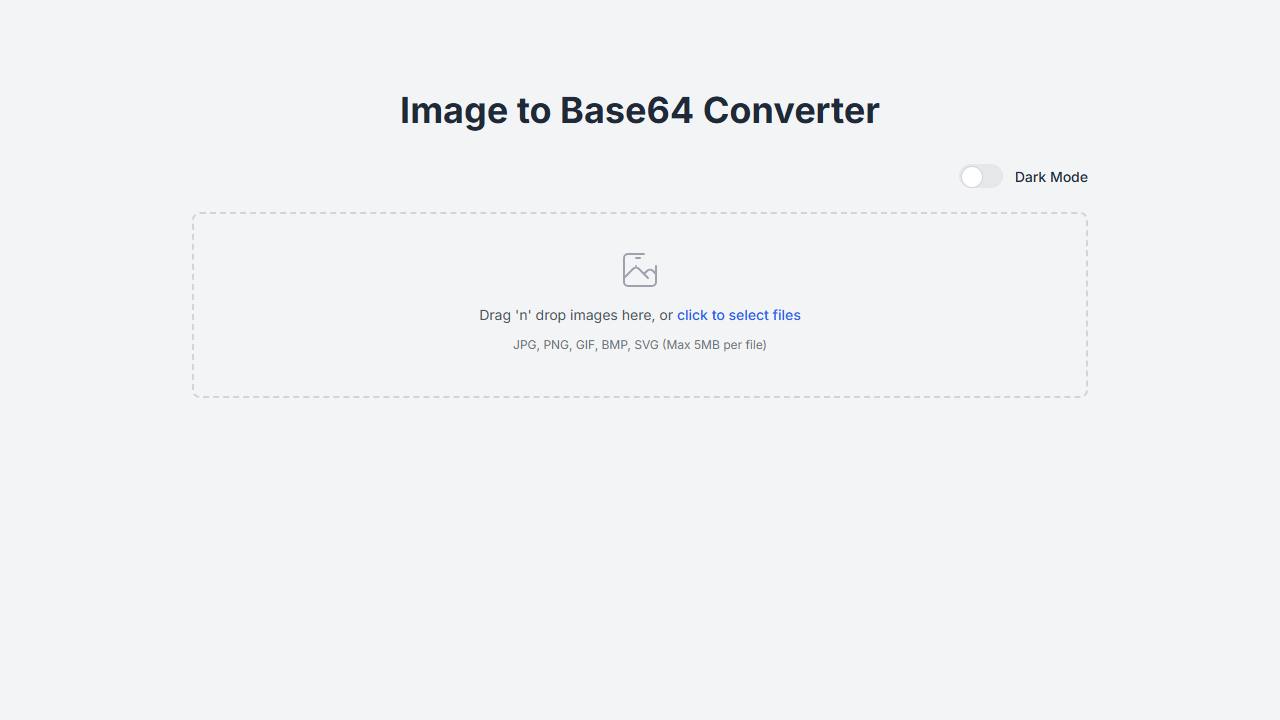 Image to Base64 Converter
Dark Mode
Drag 'n' drop images here, or click to select files
JPG, PNG, GIF, BMP, SVG (Max 5MB per file)